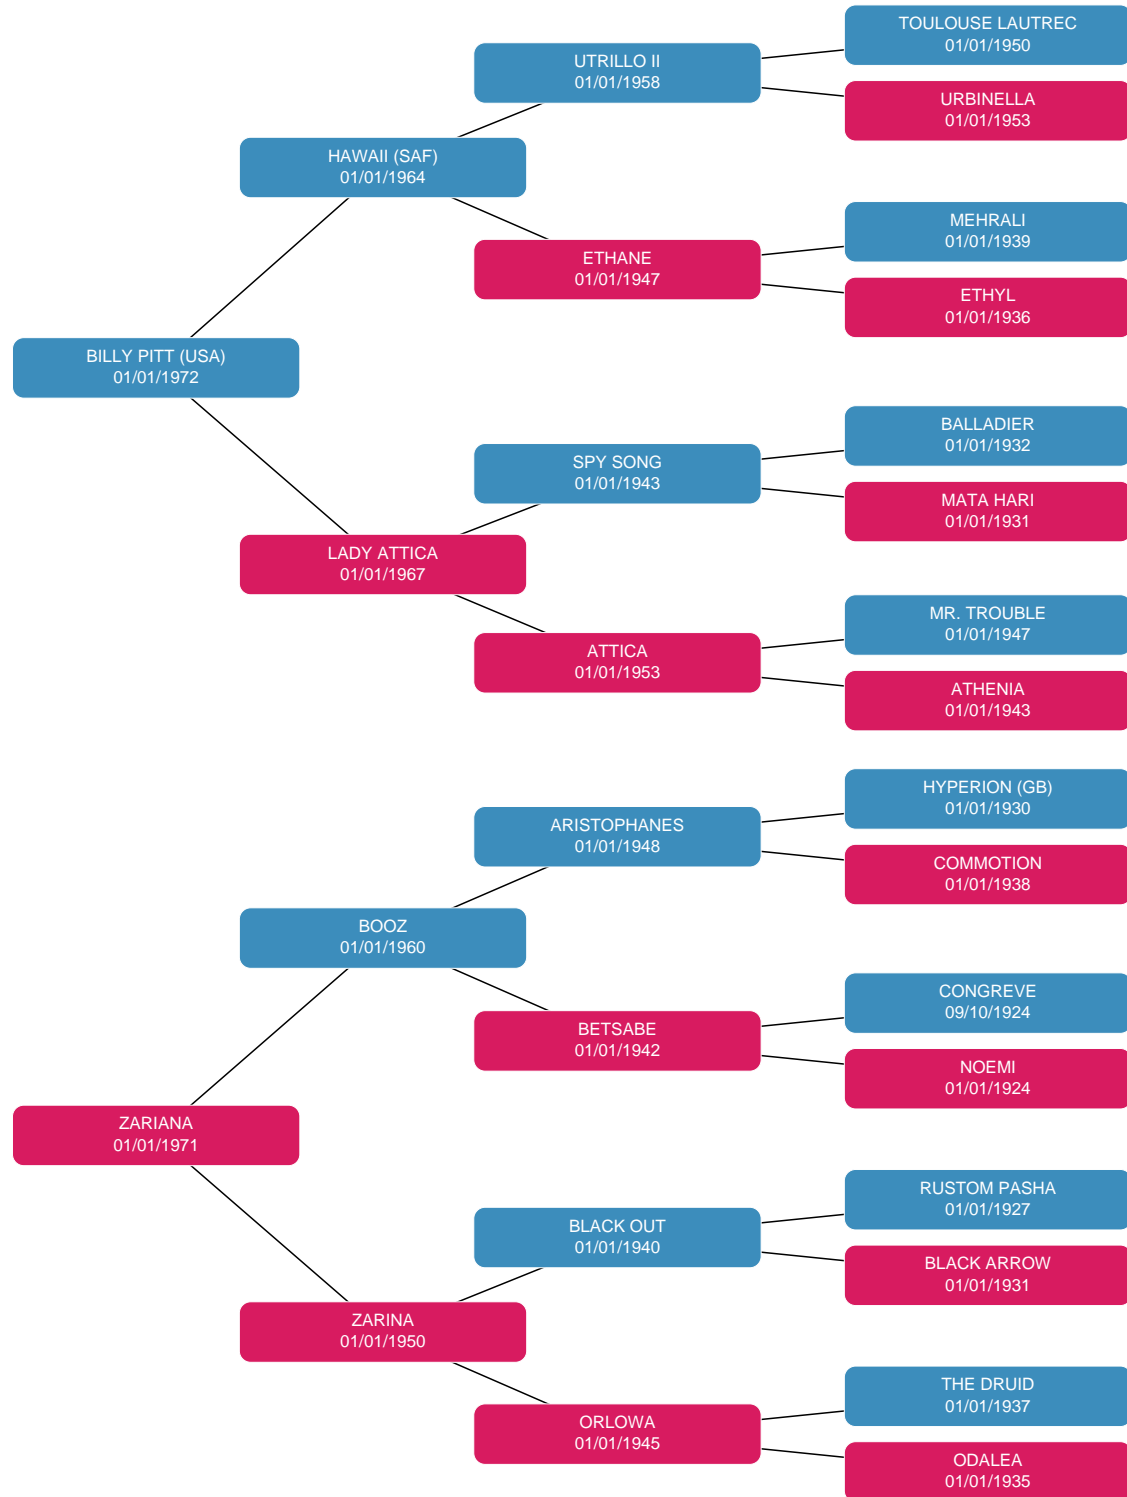 TOULOUSE LAUTREC
01/01/1950
UTRILLO II
01/01/1958
URBINELLA
01/01/1953
HAWAII (SAF)
01/01/1964
MEHRALI
01/01/1939
ETHANE
01/01/1947
ETHYL
01/01/1936
BILLY PITT (USA)
01/01/1972
BALLADIER
01/01/1932
SPY SONG
01/01/1943
MATA HARI
01/01/1931
LADY ATTICA
01/01/1967
MR. TROUBLE
01/01/1947
ATTICA
01/01/1953
ATHENIA
01/01/1943
HYPERION (GB)
01/01/1930
ARISTOPHANES
01/01/1948
COMMOTION
01/01/1938
BOOZ
01/01/1960
CONGREVE
09/10/1924
BETSABE
01/01/1942
NOEMI
01/01/1924
ZARIANA
01/01/1971
RUSTOM PASHA
01/01/1927
BLACK OUT
01/01/1940
BLACK ARROW
01/01/1931
ZARINA
01/01/1950
THE DRUID
01/01/1937
ORLOWA
01/01/1945
ODALEA
01/01/1935